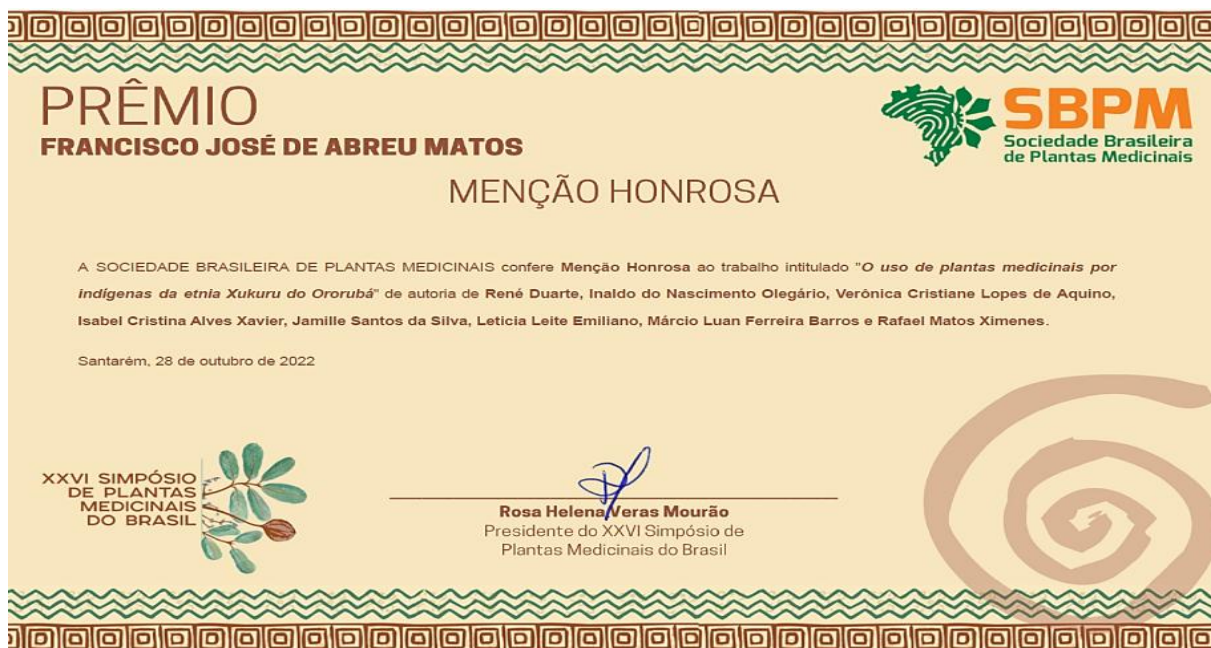 PRÊMIO
FRANCISCO JOSÉ DE ABREU MATOS
SBPM
Sociedade Brasileira
de Plantas Medicinais
MENÇÃO HONROSA
A SOCIEDADE BRASILEIRA DE PLANTAS MEDICINAIS confere Menção Honrosa ao trabalho intitulado "O uso de plantas medicinais por
indígenas da etnia Xukuru do Ororubá" de autoria de René Duarte, Inaldo do Nascimento Olegário, Verônica Cristiane Lopes de Aquino,
Isabel Cristina Alves Xavier, Jamille Santos da Silva, Leticia Leite Emiliano, Márcio Luan Ferreira Barros e Rafael Matos Ximenes.
Santarém, 28 de outubro de 2022
XXVI SIMPÓSIO
DE PLANTAS
MEDICINAIS
DO BRASIL
Rosa Helena Veras Mourão
Presidente do XXVI Simpósio de
Plantas Medicinais do Brasil